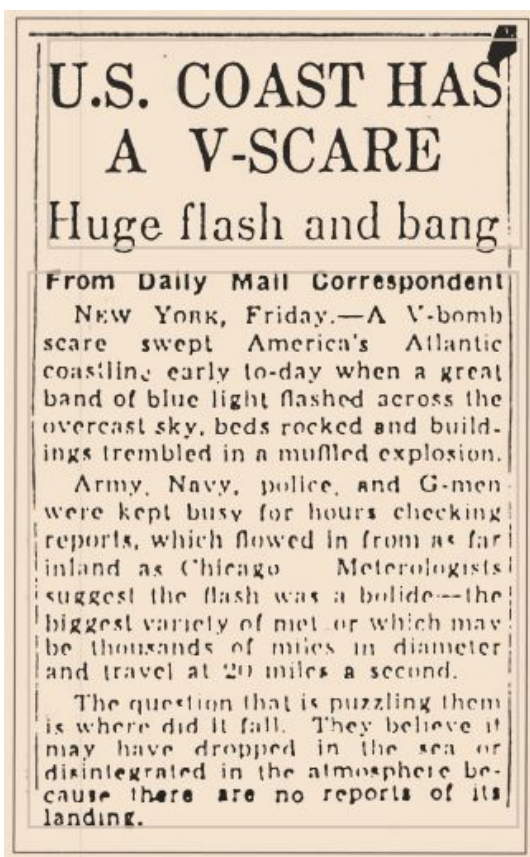 U.S. COAST HAS
A V-SCARE
Huge flash and bang
From Daily Mail Correspondent
NEW YORK, Friday.—A V-bomb
scare swept America's Atlantic
coastline early to-day when a great
band of blue light flashed across the
overcast sky, beds rocked and build-
ings trembled in a muffled explosion.
Army, Navy, police, and G-men
were kept busy for hours checking
reports, which flowed in from as far
inland as Chicago Meterologists
suggest the flash was a bolide—the
biggest variety of met or which may
be thousands of miles in diameter
and travel at 20 miles a second.
The question that is puzzling them
is where did it fall. They believe it
may have dropped in the sea or
disintegrated in the atmosphere be-
cause there are no reports of its
landing.